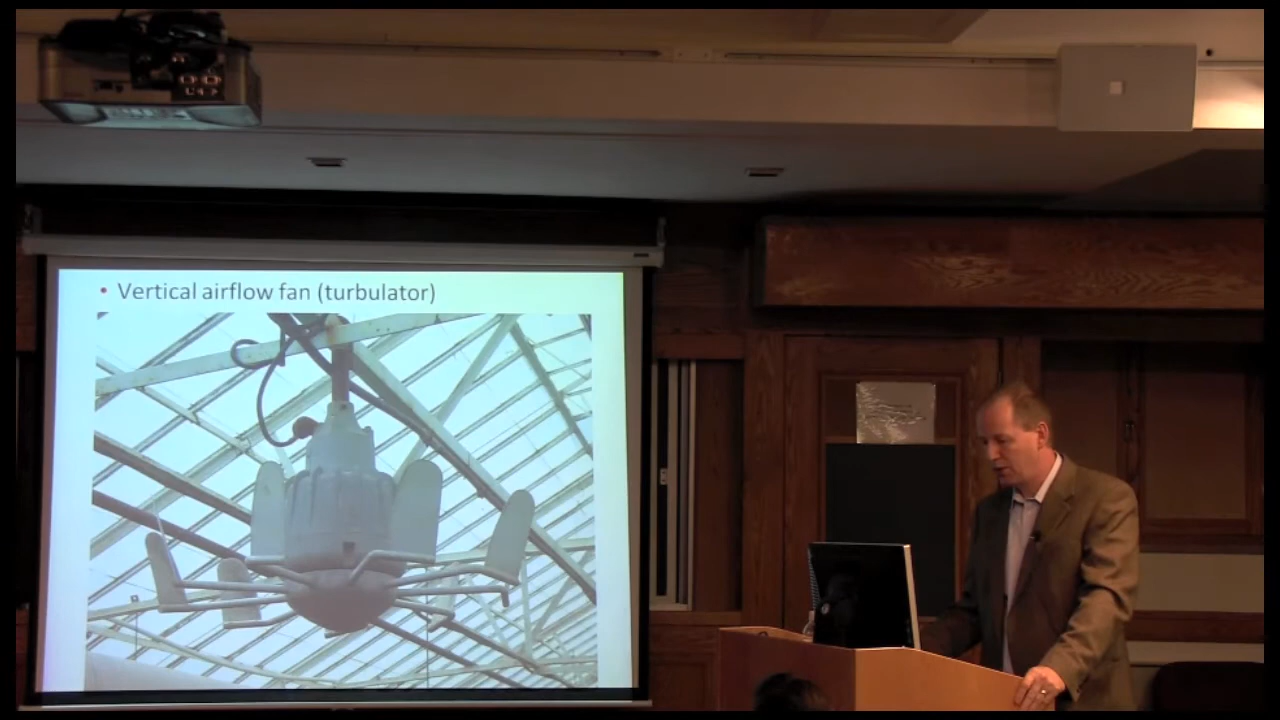 • Vertical airflow fan (turbulator)